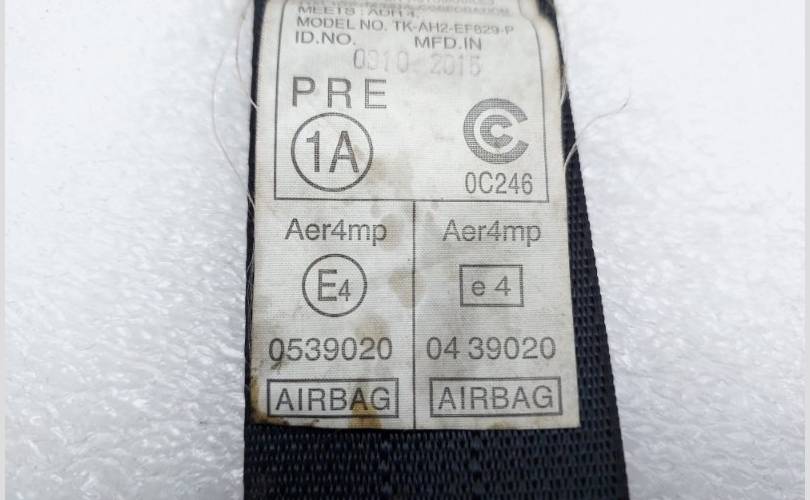 MEETS : ADR 4,
MODEL NO. TK-AH2-EF829-P
ID.NO. MFD.IN
0310 2015
PRE
1A
0C246
Aer4mp Aer4mp
E4 e 4
0539020 04 39020
AIRBAG AIRBAG